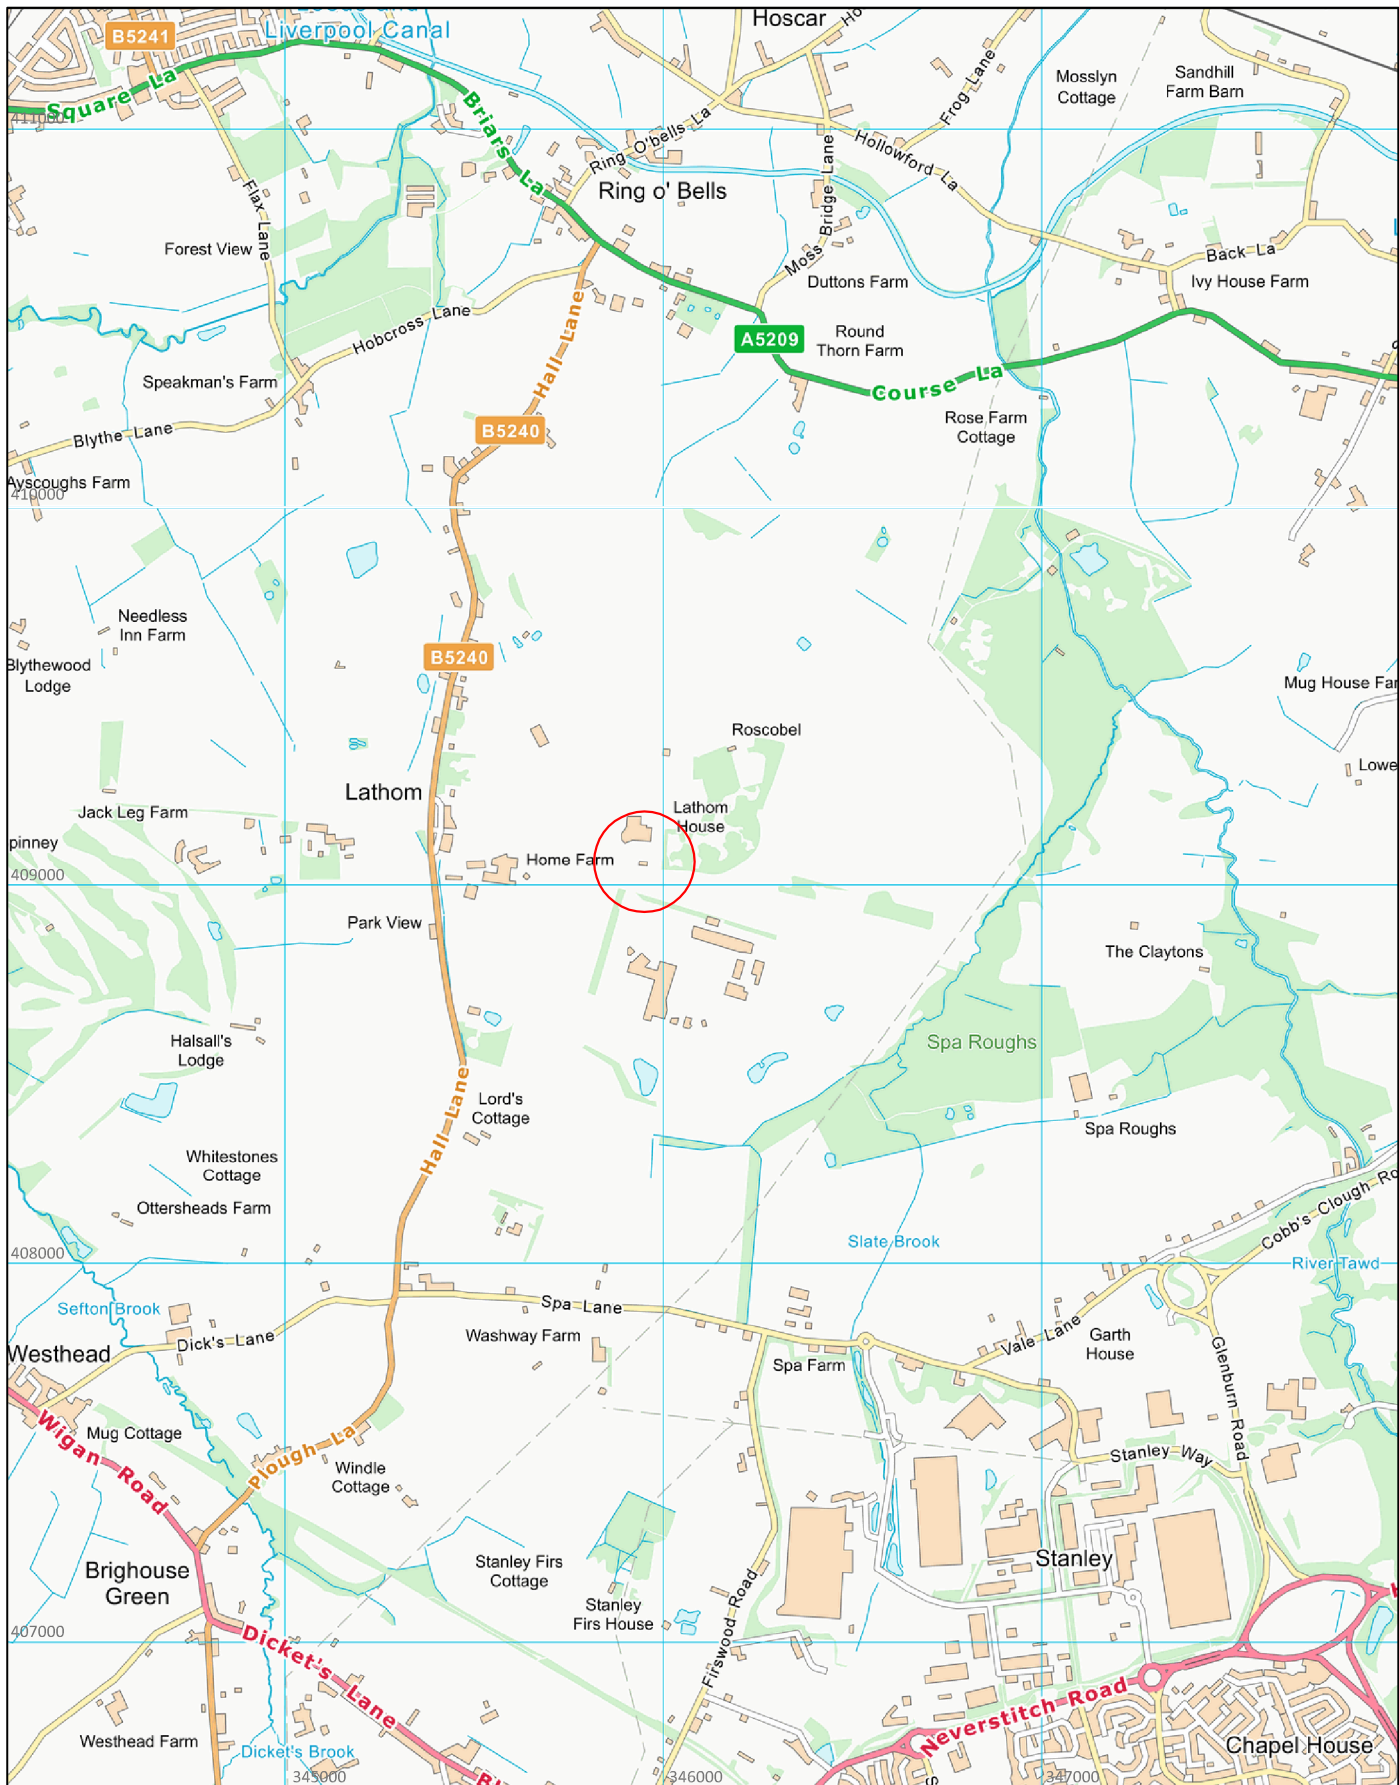 Hoscar
B5241
Liverpool Canal
Square La
411000
Briars La
Ring O'bells La
Ring o' Bells
Frog Lane
Mosslyn
Cottage
Sandhill
Farm Barn
Hollowford La
Moss Bridge Lane
Flax Lane
Forest View
Back La
Duttons Farm
Ivy House Farm
Hobcross Lane
Hall Lane
A5209
Round
Thorn Farm
Speakman's Farm
Course La
Rose Farm
Cottage
B5240
Blythe Lane
Ayscoughs Farm
410000
Needless
Inn Farm
Blythewood
Lodge
B5240
Mug House Far
Roscobel
Lowe
Lathom
Jack Leg Farm
Lathom
House
pinney
Home Farm
409000
Park View
The Claytons
Halsall's
Lodge
Spa Roughs
Hall Lane
Lord's
Cottage
Spa Roughs
Whitestones
Cottage
Ottersheads Farm
Cobb's Clough Ro
408000
Slate Brook
River Tawd
Sefton Brook
Spa Lane
Dick's Lane
Washway Farm
Westhead
Spa Farm
Vale Lane
Garth
House
Glenburn Road
Wigan Road
Mug Cottage
Plough La
Windle
Cottage
Stanley Way
Brighouse
Green
Stanley Firs
Cottage
Stanley
Stanley
Firs House
Firswood Road
407000
Dicket's Lane
Neverstitch Road
Westhead Farm
Dicket's Brook
Chapel House
345000
346000
347000